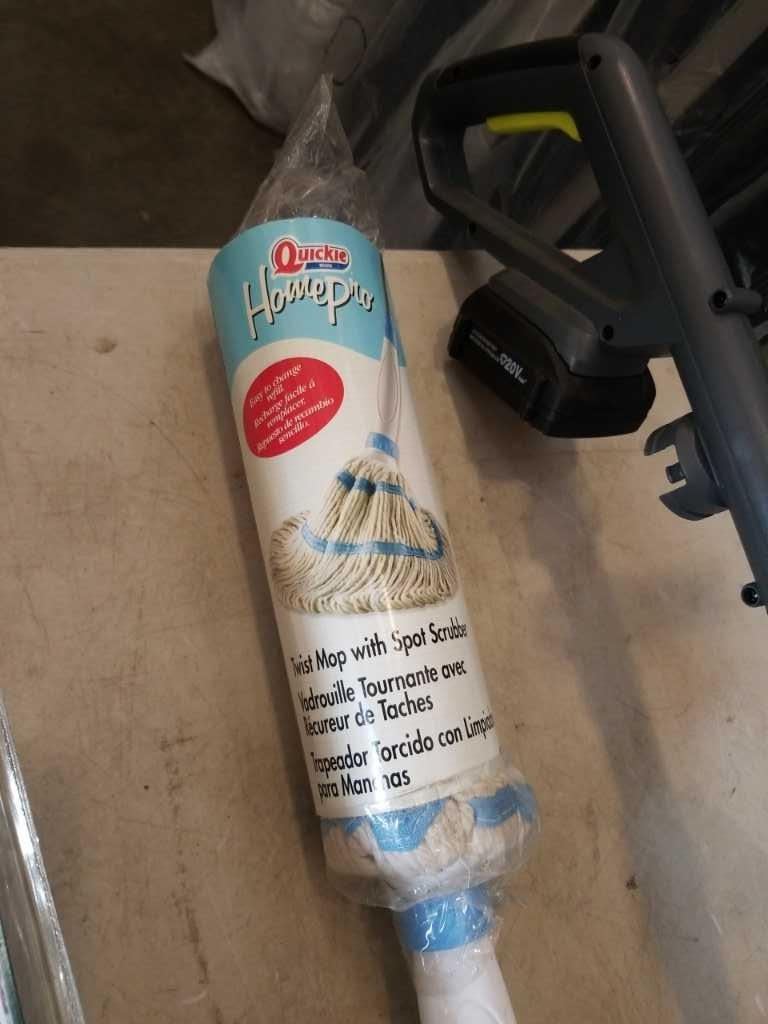 Quickie
HomePro
Easy to change
refill.
Recharge facile à
remplacer.
Repuesto de recambio
sencillo.
Twist Mop with Spot Scrubber
Vadrouille Tournante avec
Récureur de Taches
Trapeador Torcido con
para Manchas
20V